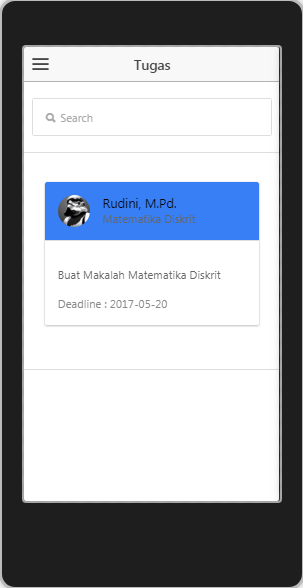 Tugas
Search
Rudini, M.Pd.
Matematika Diskrit
Buat Makalah Matematika Diskrit
Deadline : 2017-05-20